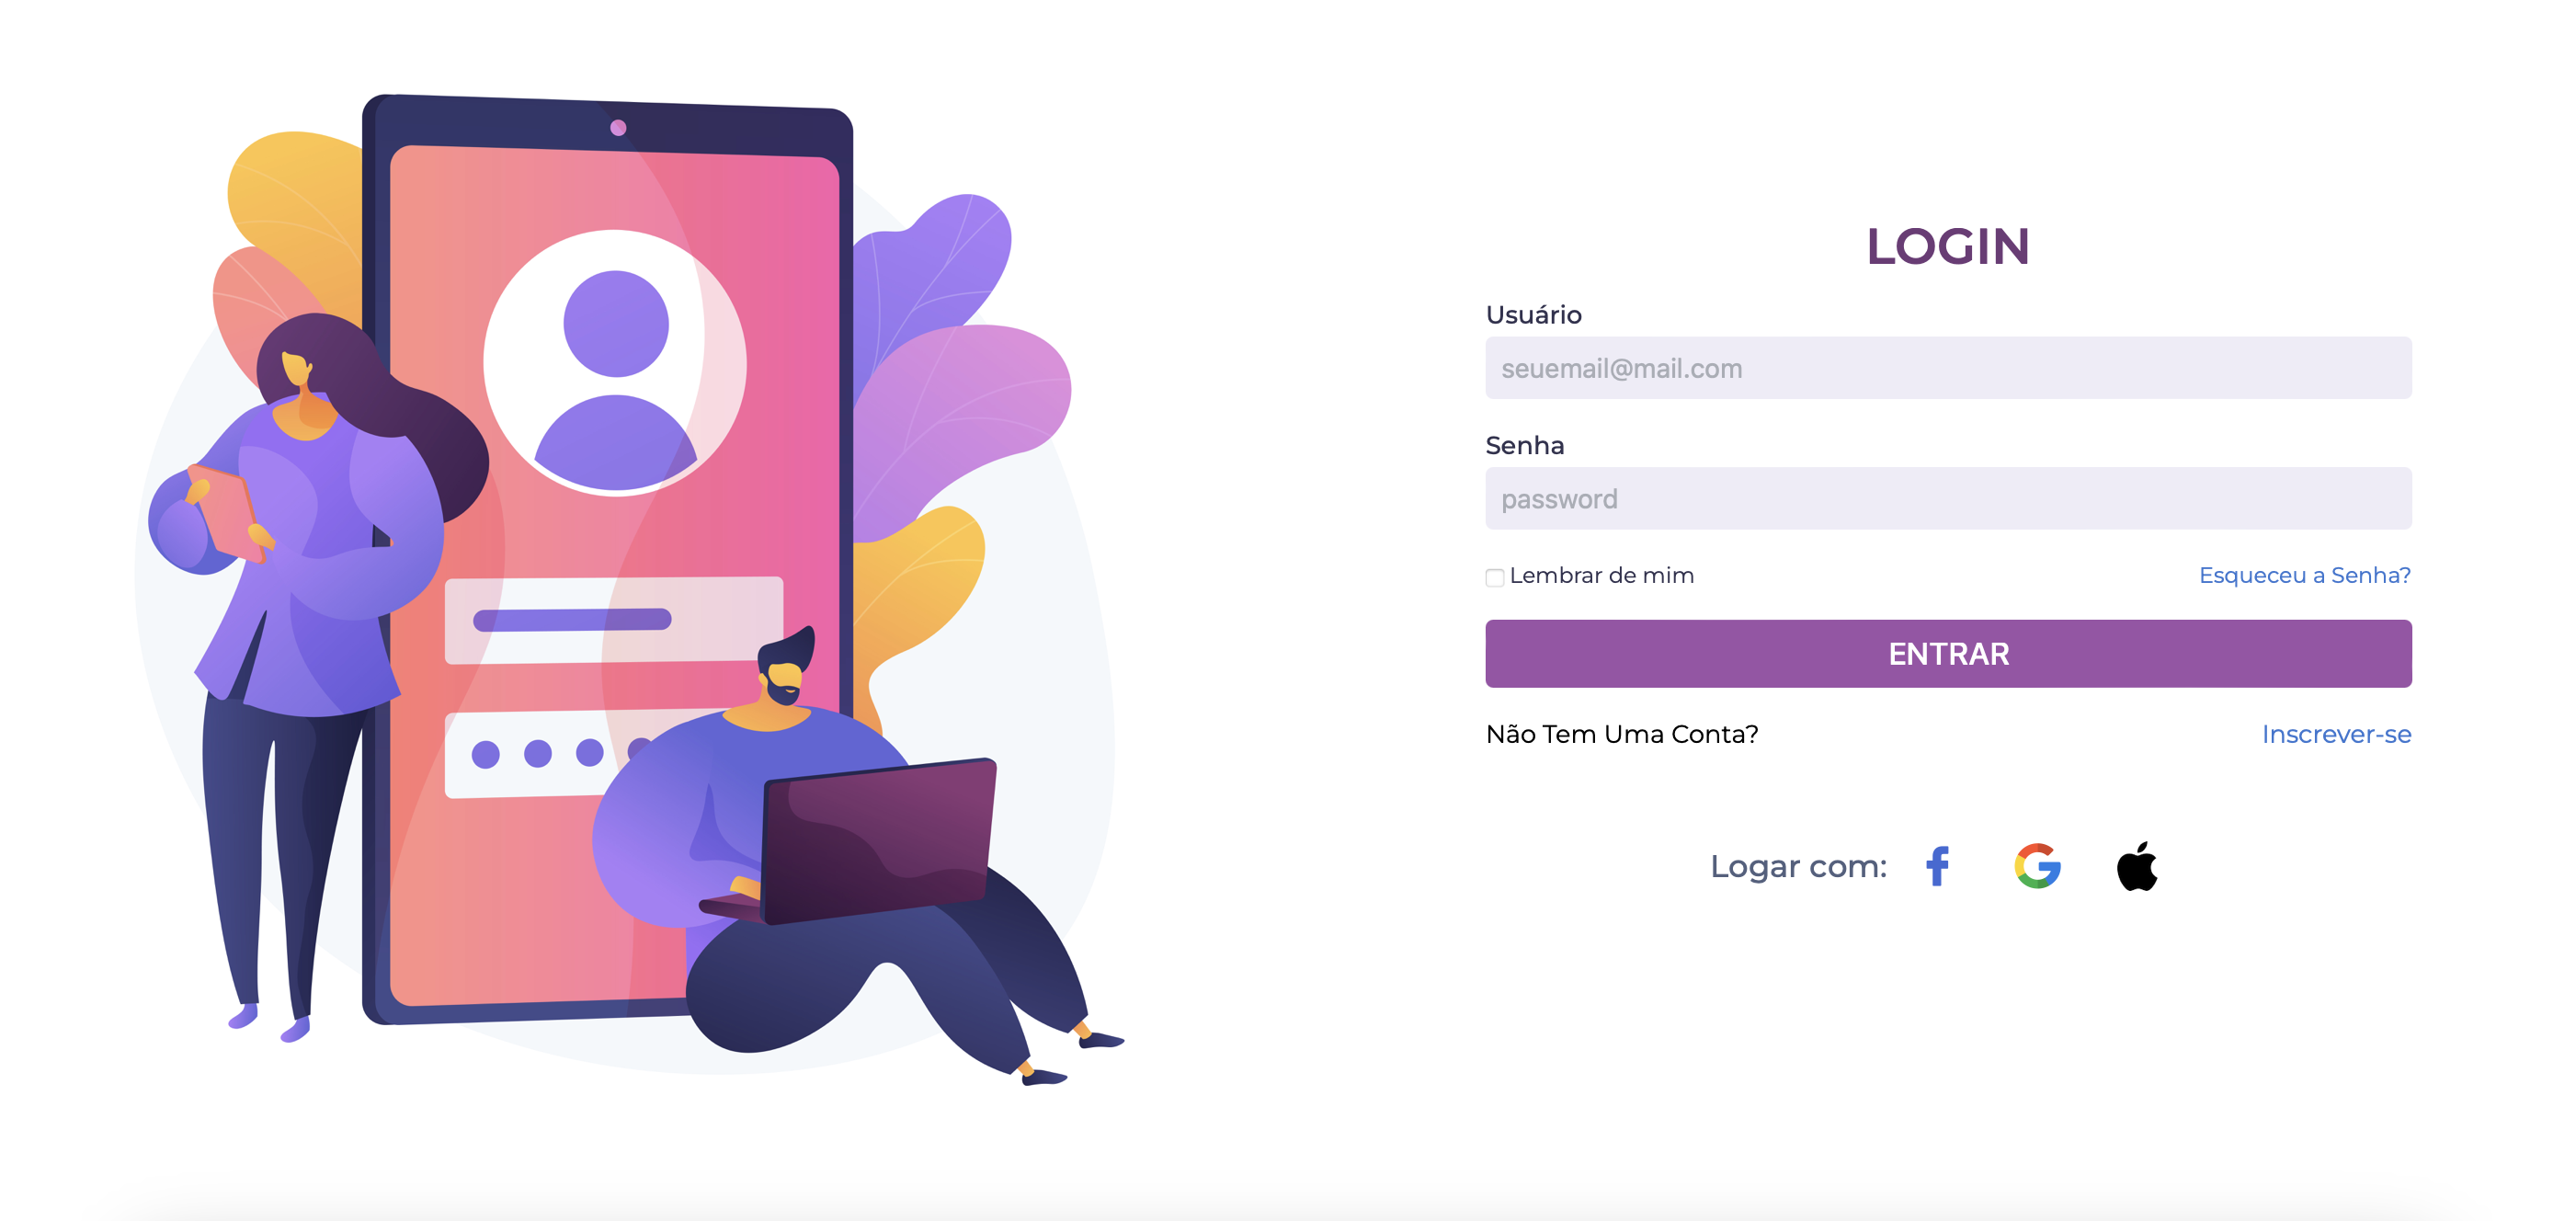 LOGIN
Usuário
seuemail@mail.com
Senha
password
Lembrar de mim Esqueceu a Senha?
ENTRAR
Não Tem Uma Conta? Inscrever-se
Logar com: